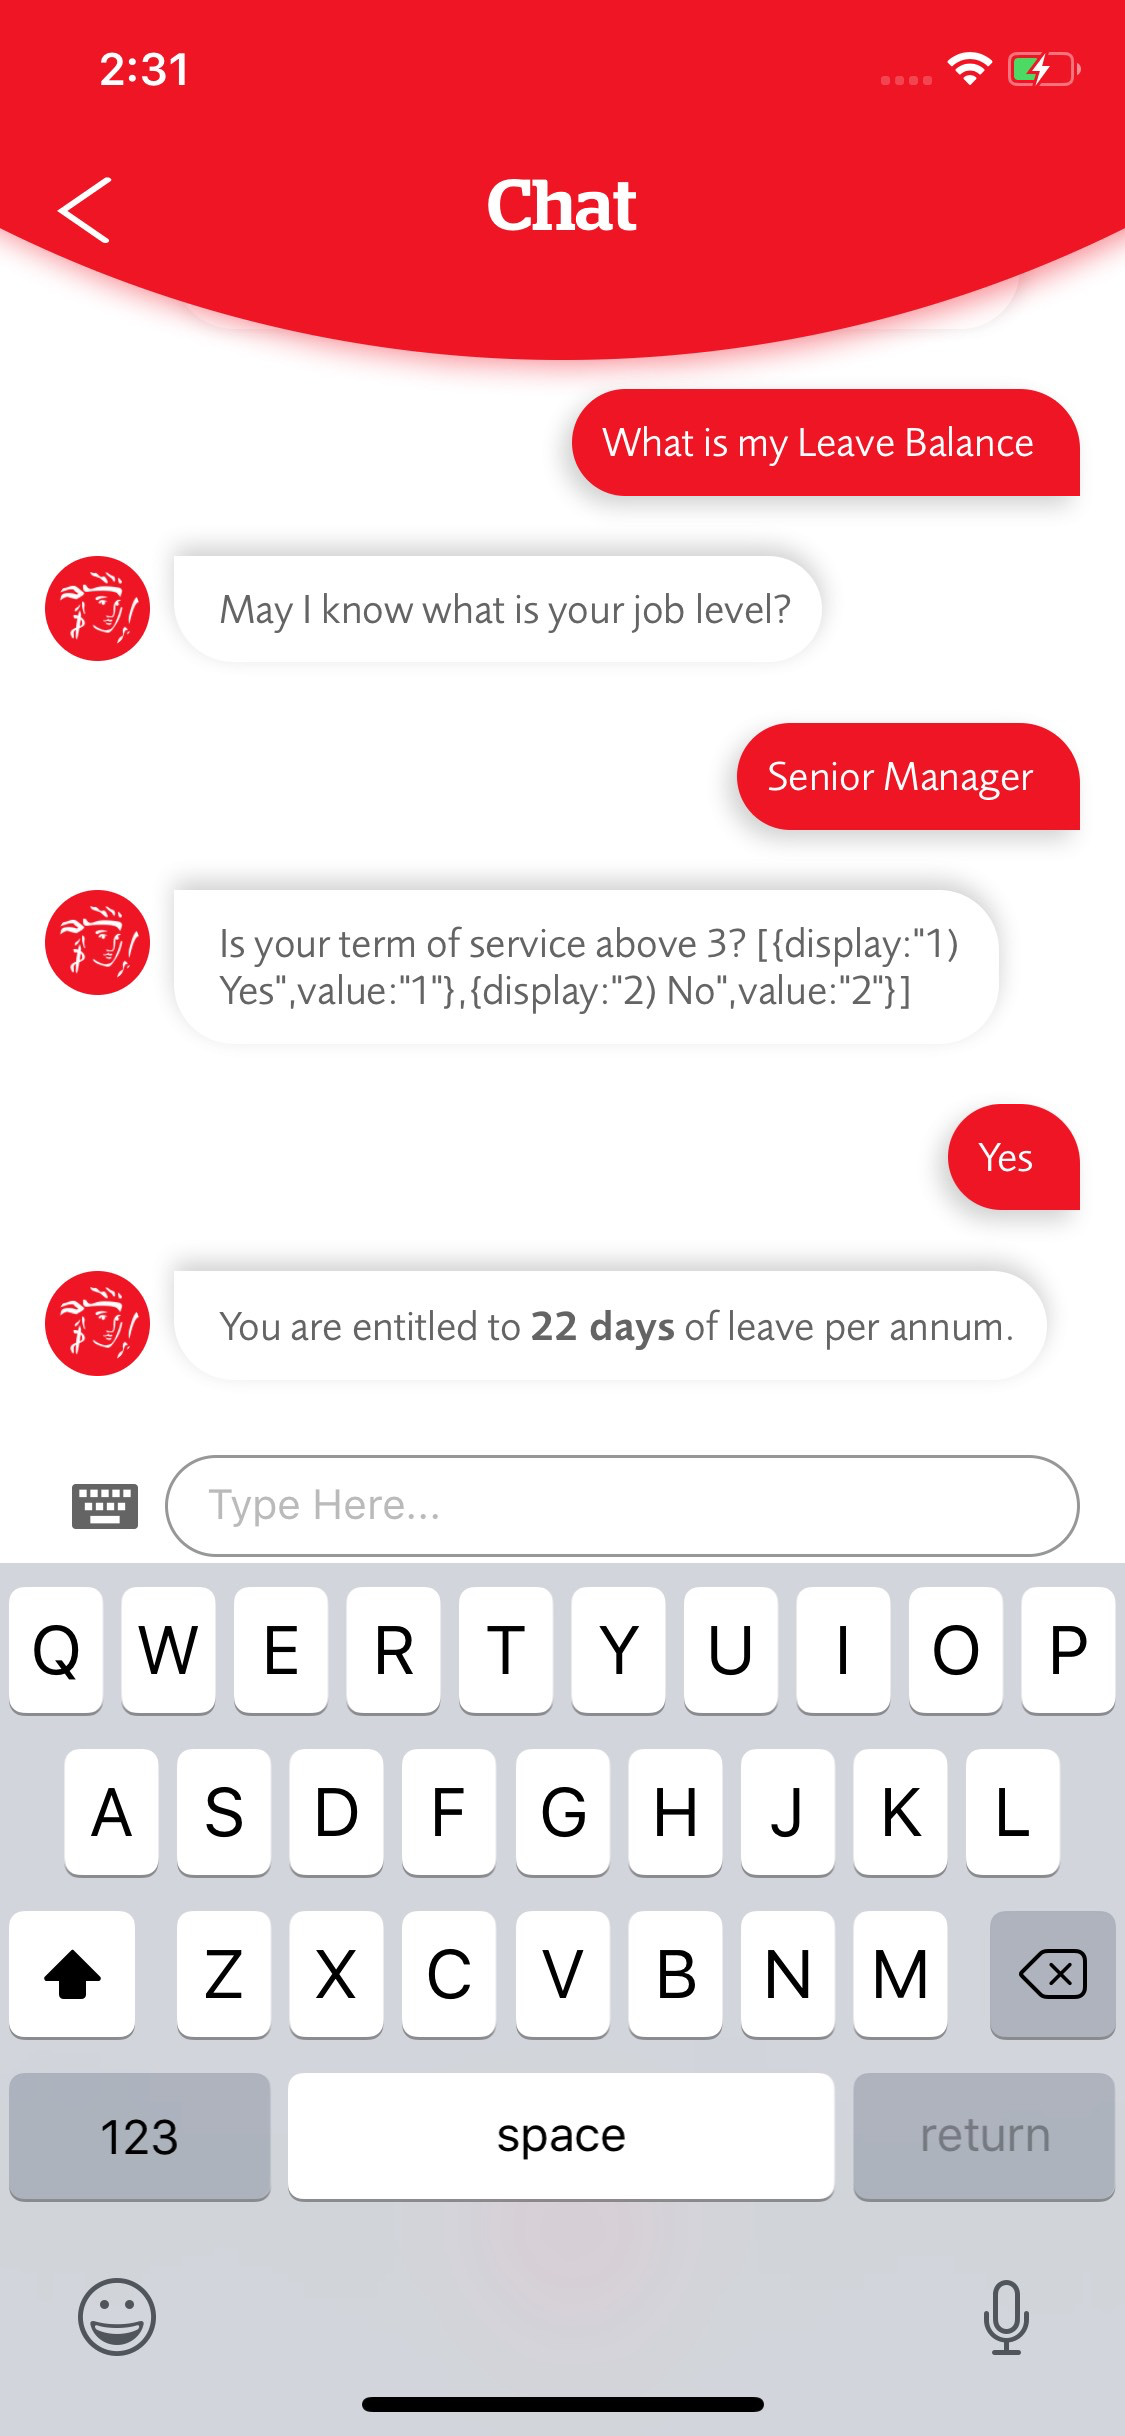 2:31
Chat
What is my Leave Balance
May I know what is your job level?
Senior Manager
Is your term of service above 3? [{display:"1)
Yes",value:"1"},{display:"2) No",value:"2"}]
Yes
You are entitled to 22 days of leave per annum.
Type Here...
Q W E R T Y U I O P
A S D F G H J K L
Z X C V B N M
123 space return